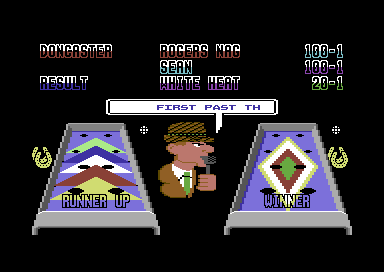 DONCASTER ROGERS NAG 100-1
SEAN 100-1
RESULT WHITE HEAT 20-1
FIRST PAST TH
RUNNER UP
WINNER